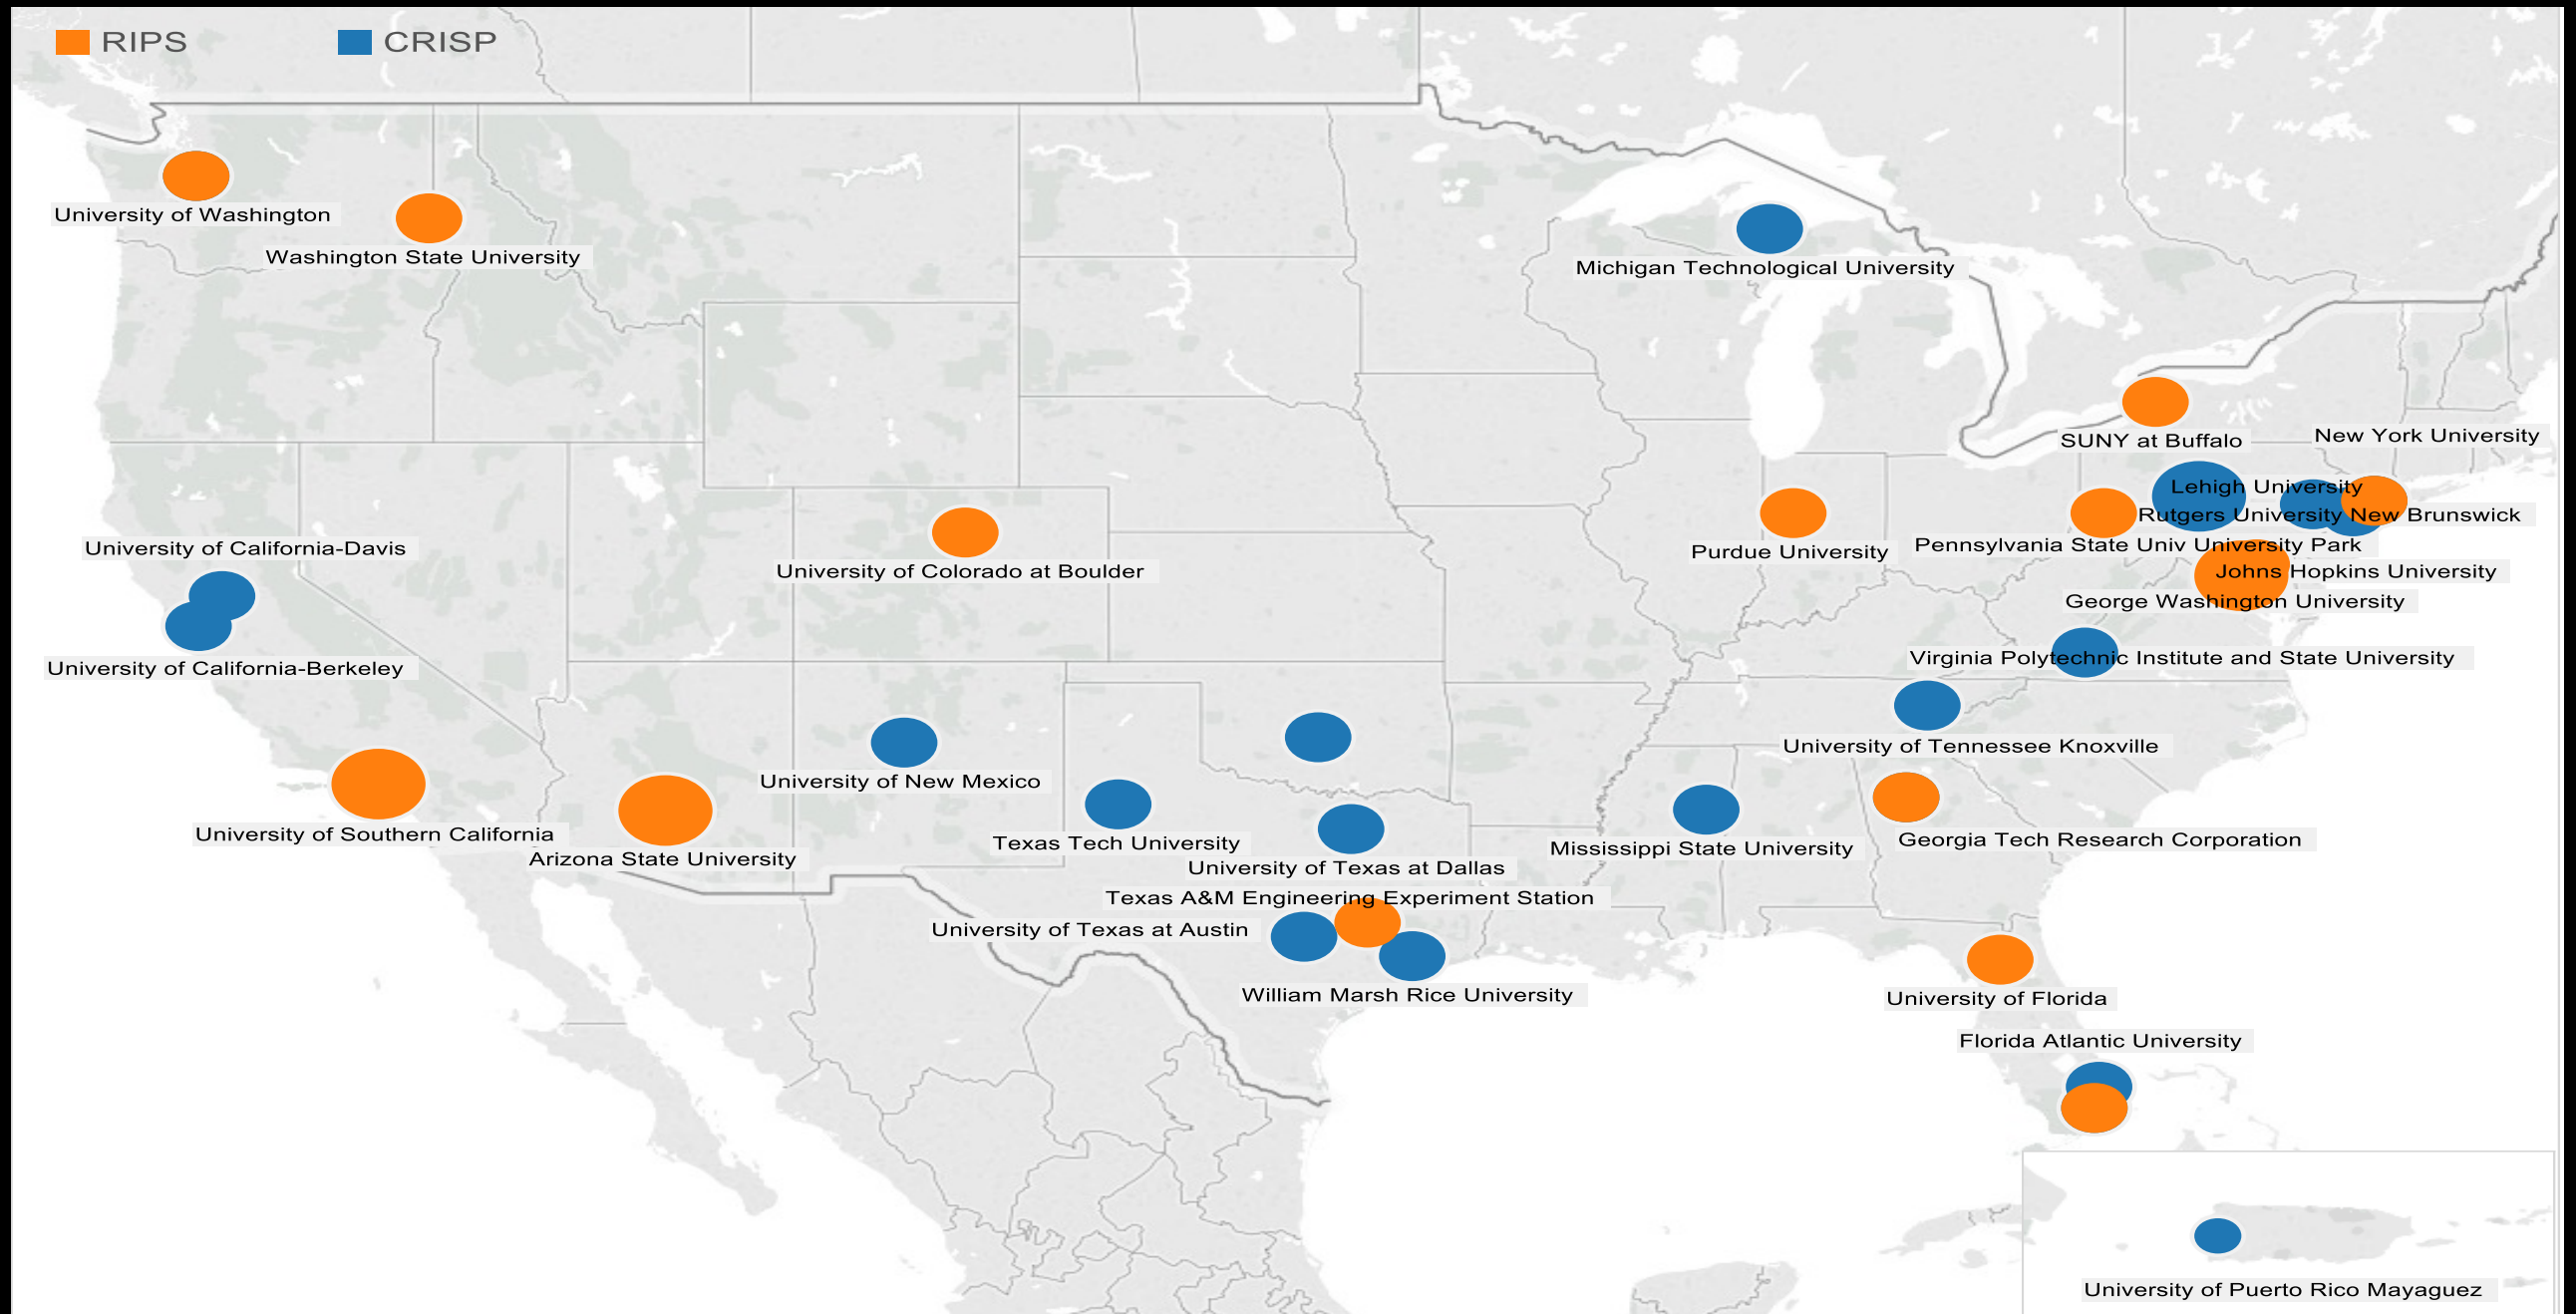 RIPS
CRISP
University of Washington
Washington State University
Michigan Technological University
SUNY at Buffalo
New York University
Lehigh University
Rutgers University New Brunswick
Pennsylvania State Univ University Park
Purdue University
University of California-Davis
University of Colorado at Boulder
Johns Hopkins University
George Washington University
University of California-Berkeley
Virginia Polytechnic Institute and State University
University of Tennessee Knoxville
University of New Mexico
University of Southern California
Arizona State University
Texas Tech University
Mississippi State University
Georgia Tech Research Corporation
University of Texas at Dallas
Texas A&M Engineering Experiment Station
University of Texas at Austin
William Marsh Rice University
University of Florida
Florida Atlantic University
University of Puerto Rico Mayaguez